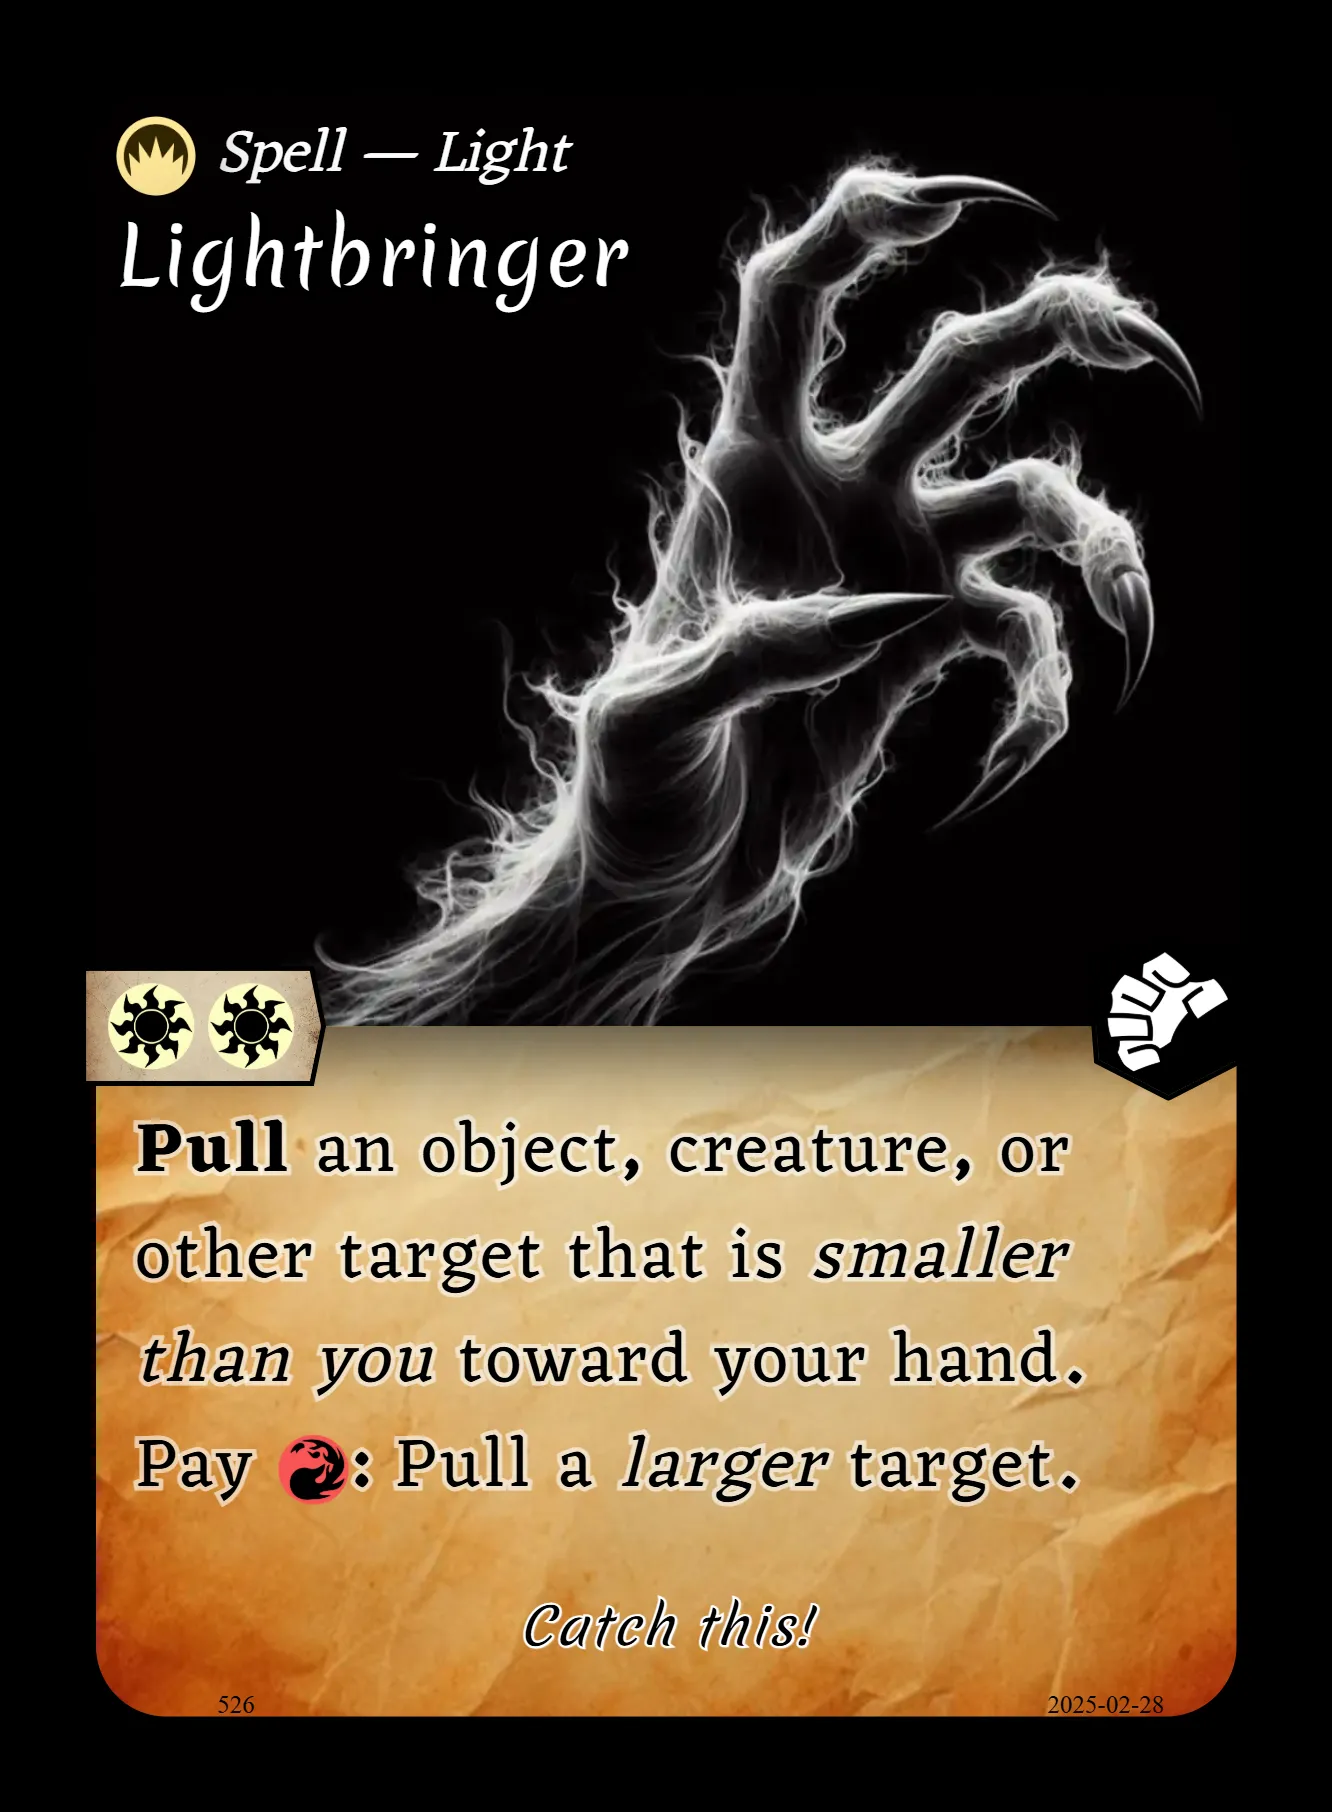 Spell — Light
Lightbringer
Pull an object, creature, or
other target that is smaller
than you toward your hand.
Pay : Pull a larger target.
Catch this!
526
2025-02-28